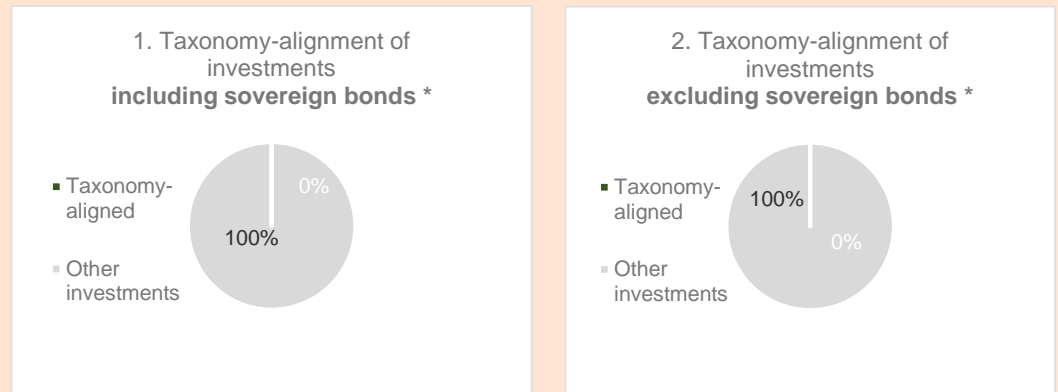 1. Taxonomy-alignment of
investments
including sovereign bonds *
Taxonomy-
aligned
Other
investments
0%
100%
2. Taxonomy-alignment of
investments
excluding sovereign bonds *
Taxonomy-
aligned
Other
investments
100%
0%